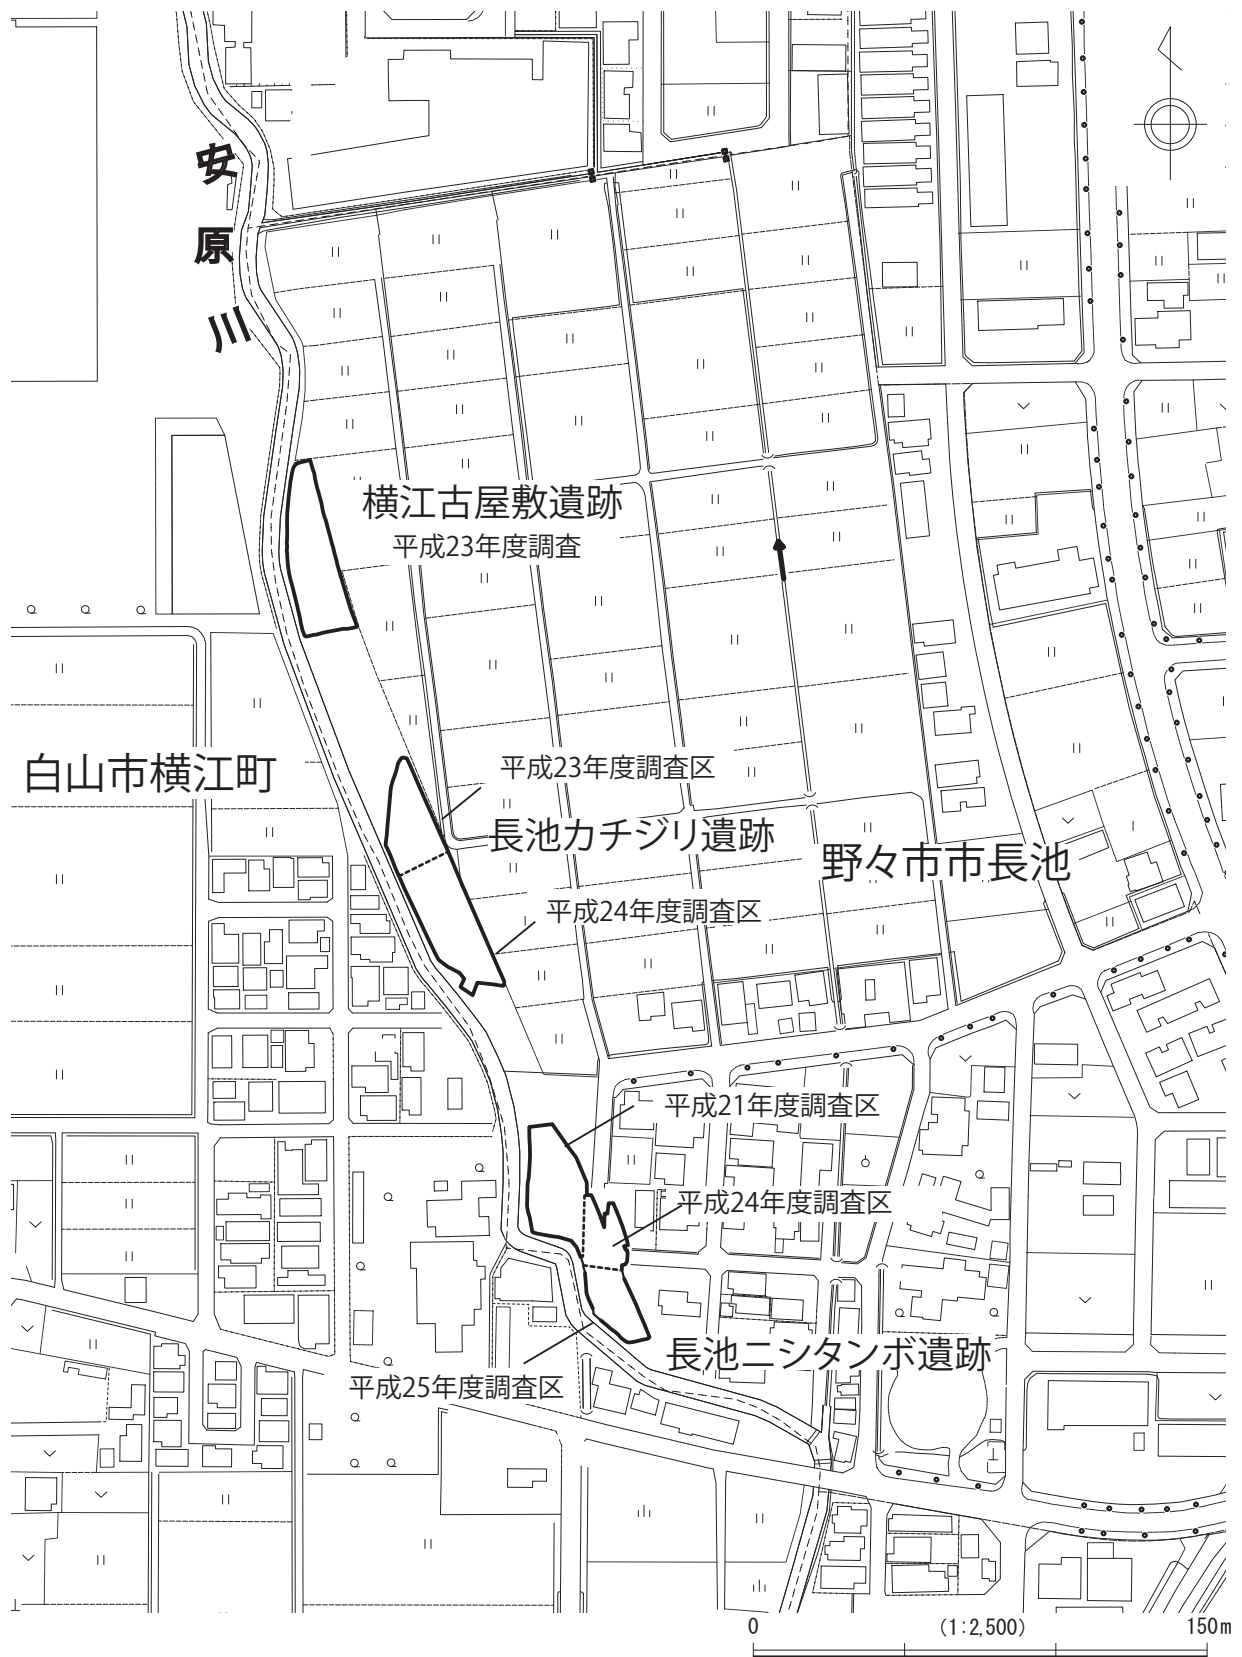 安原川
横江古屋敷遺跡
平成23年度調査
白山市横江町
平成23年度調査区
長池カチジリ遺跡
野々市市長池
平成24年度調査区
平成21年度調査区
平成24年度調査区
長池ニシタンボ遺跡
平成25年度調査区
0 (1:2,500) 150m